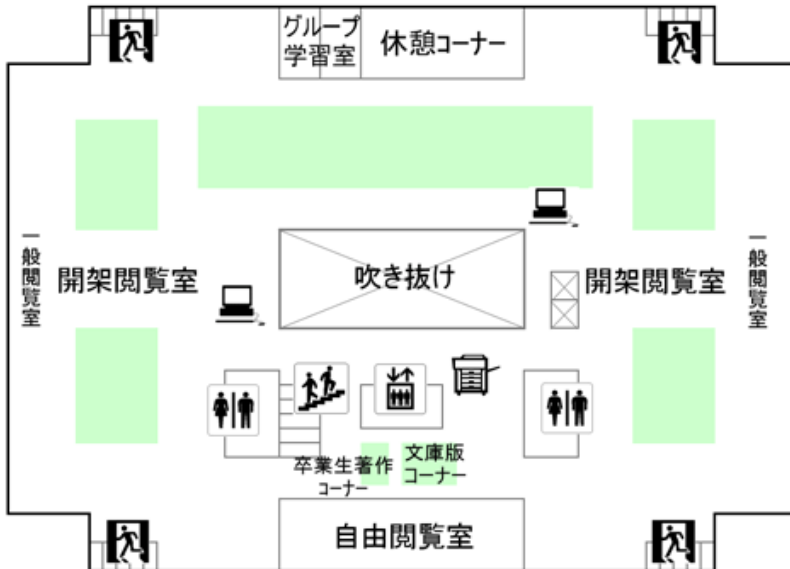 グループ
学習室
休憩コーナー
一般閲覧室
開架閲覧室
吹き抜け
開架閲覧室
一般閲覧室
卒業生著作
コーナー
文庫版
コーナー
自由閲覧室